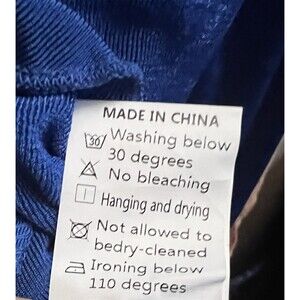 MADE IN CHINA
30 Washing below
30 degrees
No bleaching
Hanging and drying
Not allowed to
bedry-cleaned
Ironing below
110 degrees